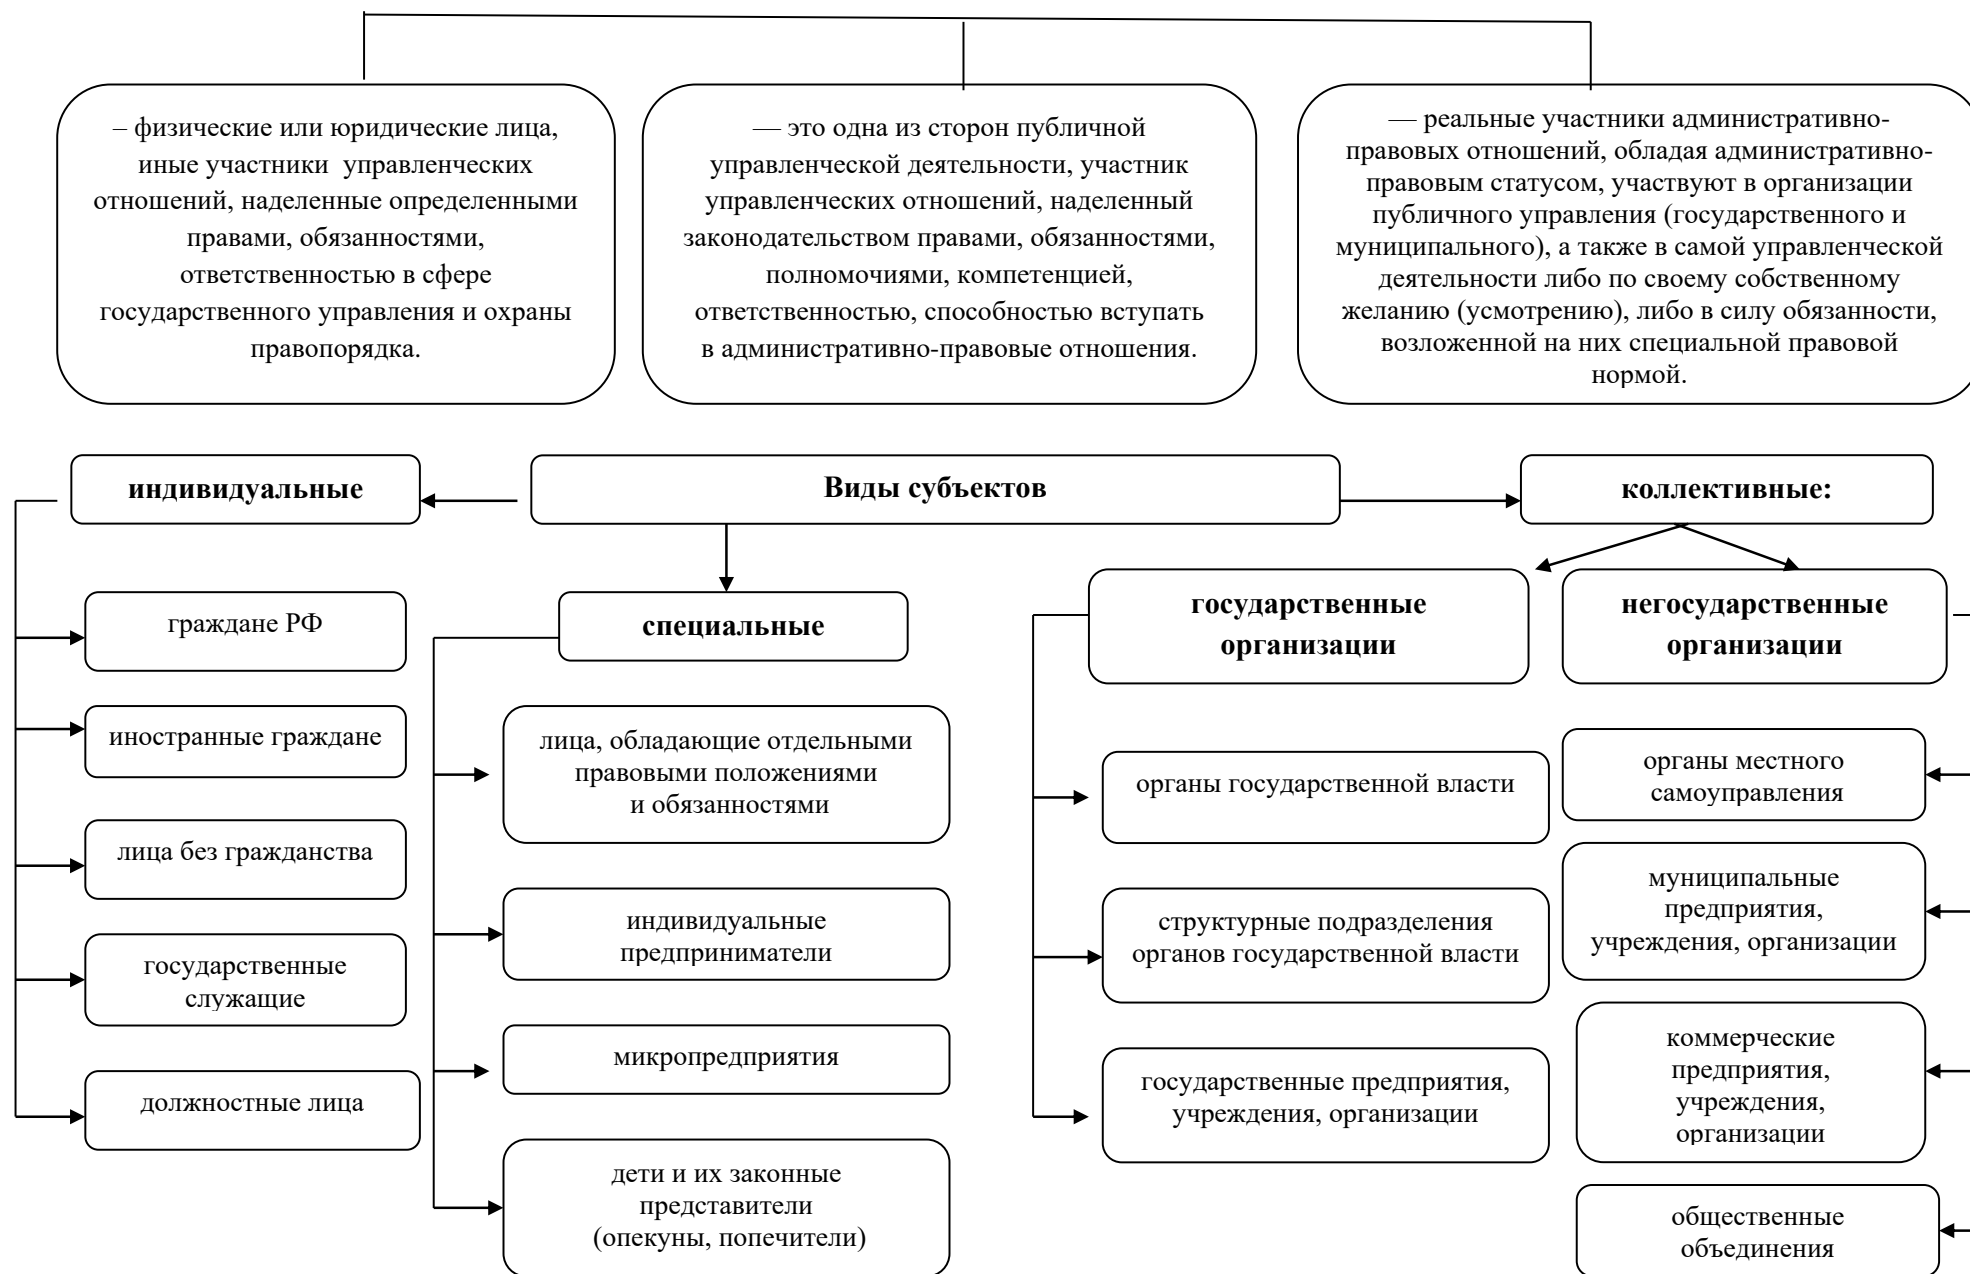 – физические или юридические лица,
иные участники управленческих
отношений, наделенные определенными
правами, обязанностями,
ответственностью в сфере
государственного управления и охраны
правопорядка.
— это одна из сторон публичной
управленческой деятельности, участник
управленческих отношений, наделенный
законодательством правами, обязанностями,
полномочиями, компетенцией,
ответственностью, способностью вступать
в административно-правовые отношения.
— реальные участники административно-
правовых отношений, обладая административно-
правовым статусом, участвуют в организации
публичного управления (государственного и
муниципального), а также в самой управленческой
деятельности либо по своему собственному
желанию (усмотрению), либо в силу обязанности,
возложенной на них специальной правовой
нормой.
индивидуальные
Виды субъектов
коллективные:
граждане РФ
иностранные граждане
лица без гражданства
государственные
служащие
должностные лица
специальные
лица, обладающие отдельными
правовыми положениями
и обязанностями
индивидуальные
предприниматели
микропредприятия
дети и их законные
представители
(опекуны, попечители)
государственные
организации
органы государственной власти
структурные подразделения
органов государственной власти
государственные предприятия,
учреждения, организации
негосударственные
организации
органы местного
самоуправления
муниципальные
предприятия,
учреждения, организации
коммерческие
предприятия,
учреждения,
организации
общественные
объединения